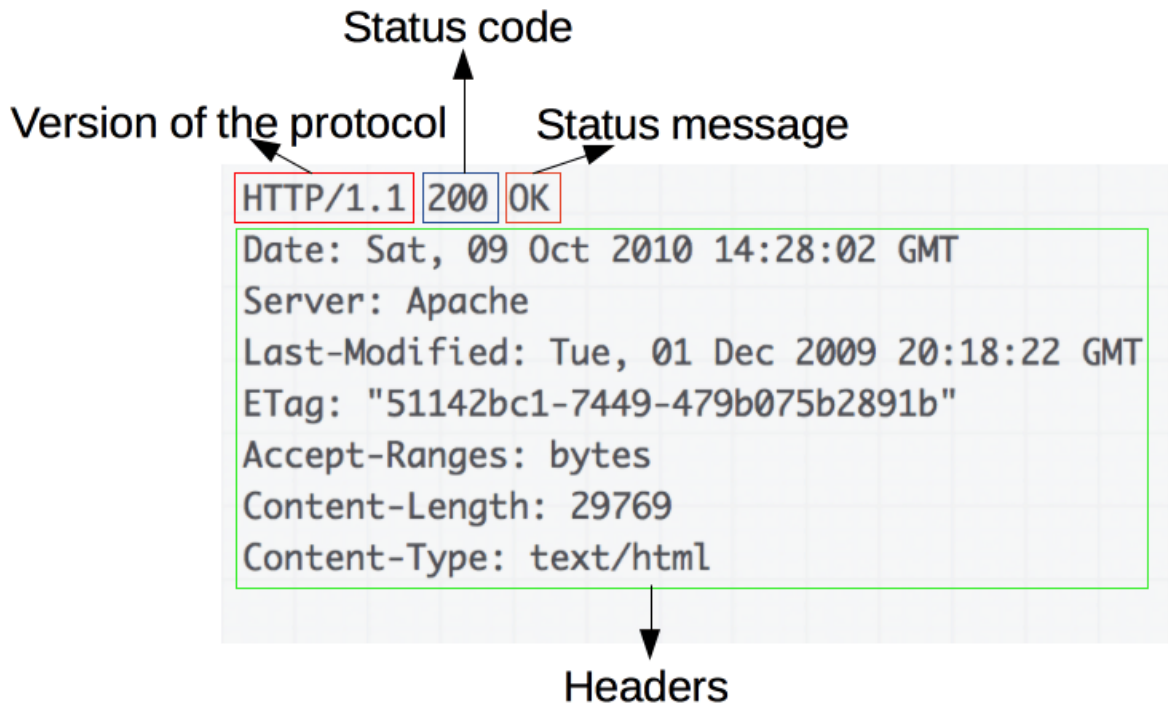 Status code
Version of the protocol
Status message
HTTP/1.1 200 OK
Date: Sat, 09 Oct 2010 14:28:02 GMT
Server: Apache
Last-Modified: Tue, 01 Dec 2009 20:18:22 GMT
ETag: "51142bc1-7449-479b075b2891b"
Accept-Ranges: bytes
Content-Length: 29769
Content-Type: text/html
Headers